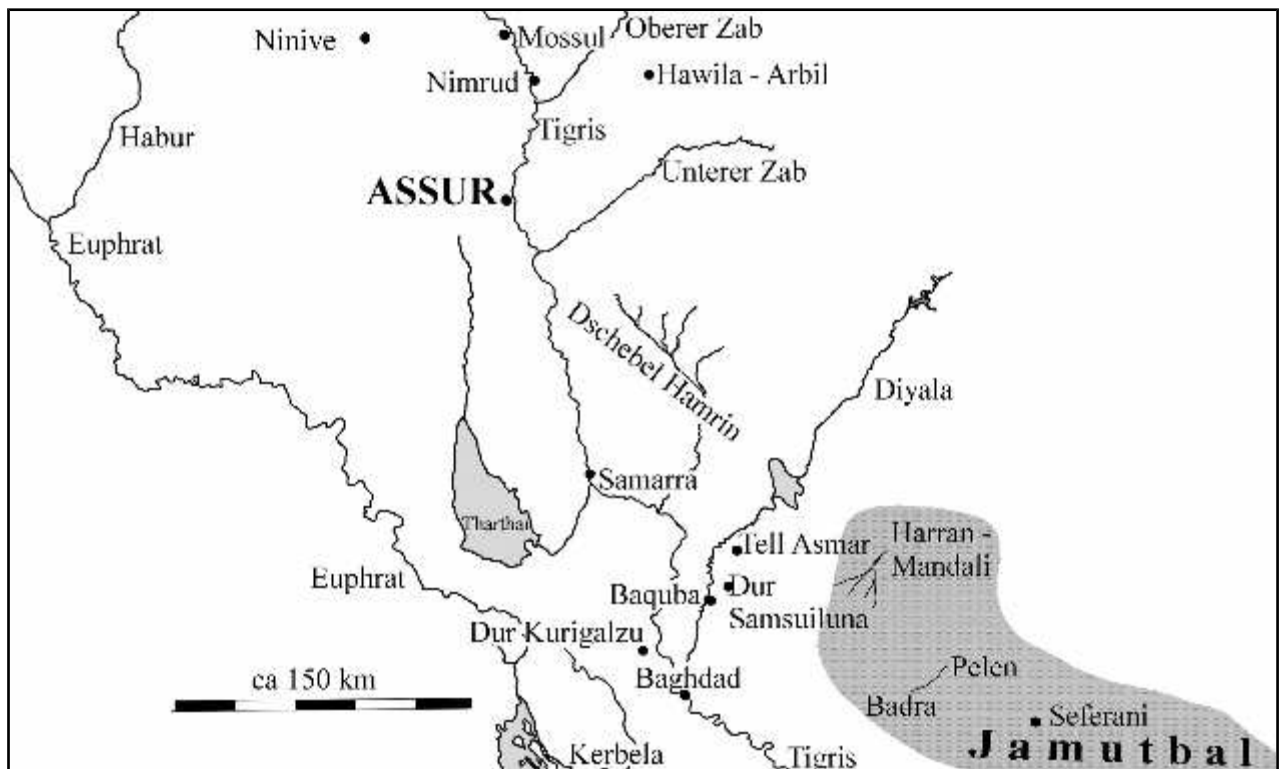 Oberer Zab
Ninive
Mossul
Nimrud
Hawila - Arbil
Habur
Tigris
Unterer Zab
ASSUR
Euphrat
Dschebel Hamrin
Diyala
Samarra
Tharthar
Harran -
Mandali
Tell Asmar
Euphrat
Baquba
Dur
Samsuiluna
Dur Kurigalzu
Pelen
ca 150 km
Baghdad
Badra
Seferani
Jamutbal
Kerbela
Tigris